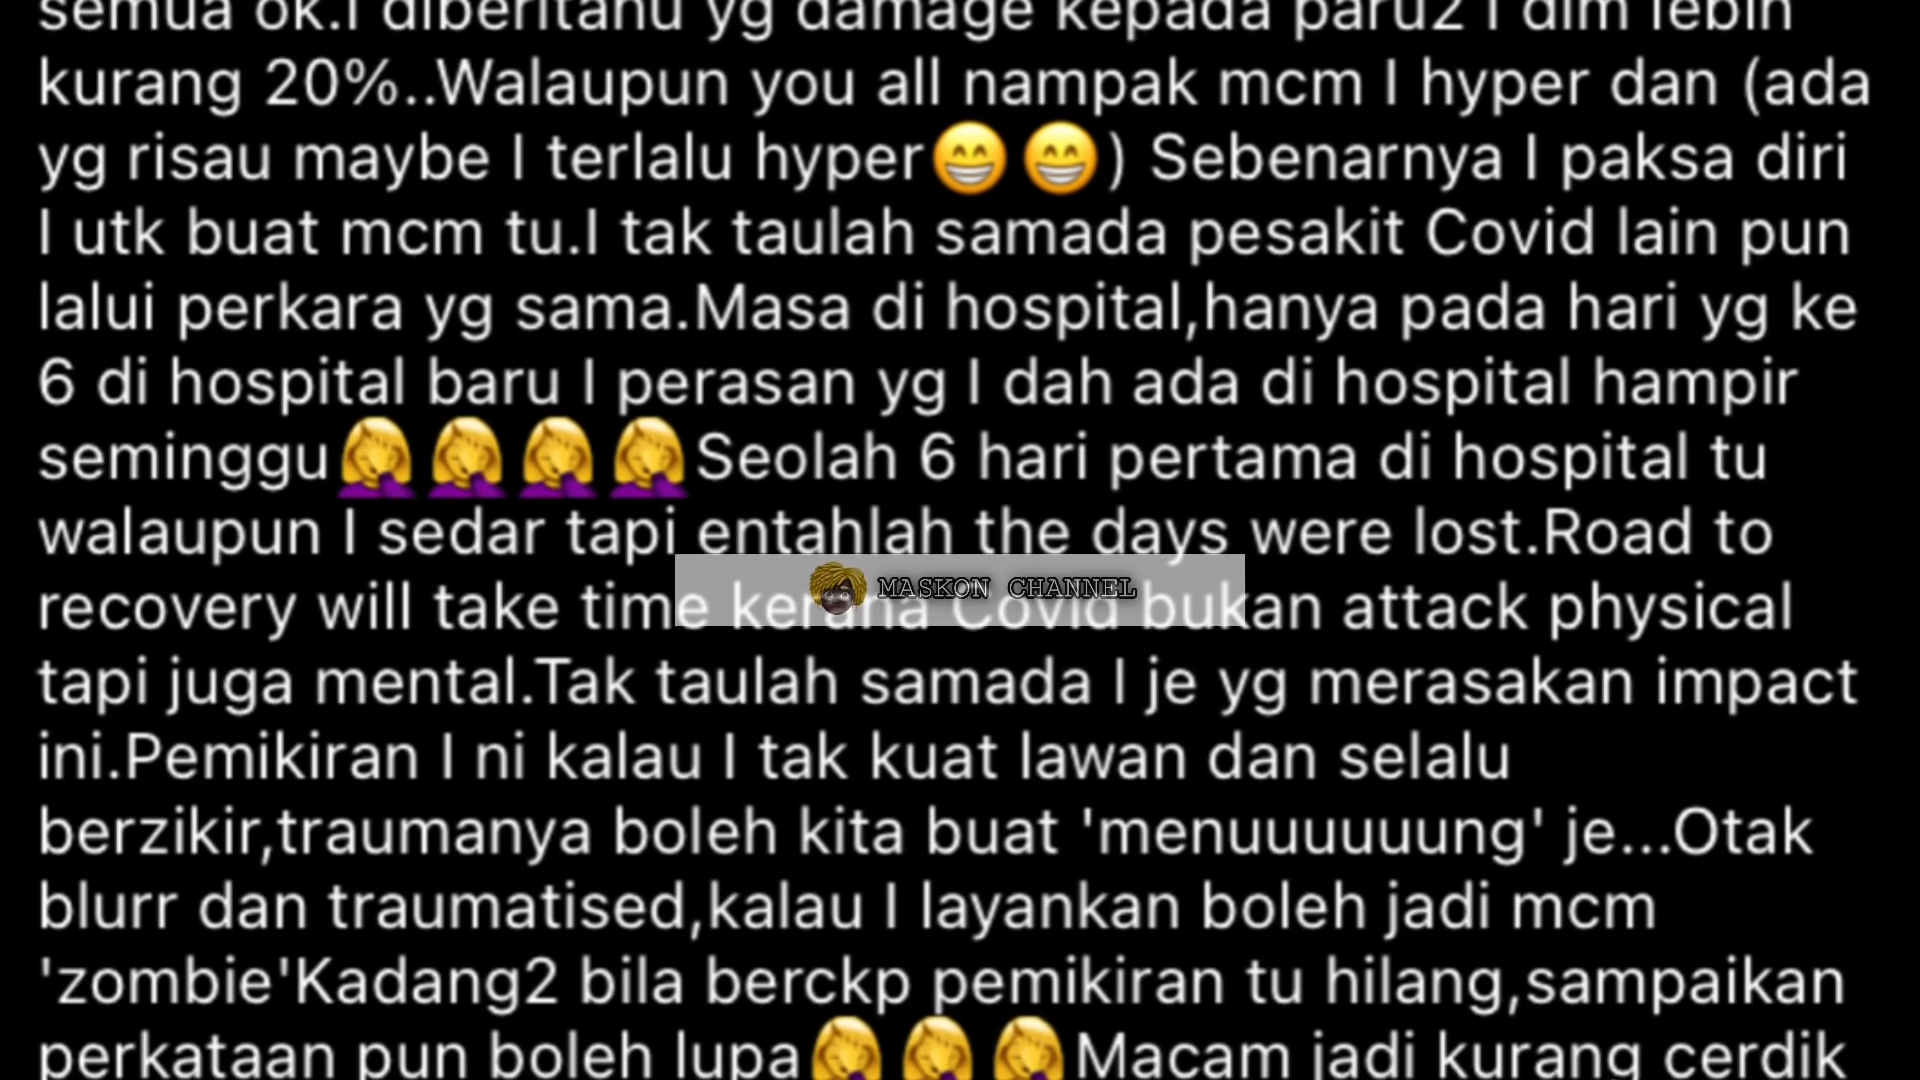 semua ok.I diberitahu yg damage kepada paru2 I dlm lebih
kurang 20%..Walaupun you all nampak mcm I hyper dan (ada
yg risau maybe I terlalu hyper😁😁) Sebenarnya I paksa diri
I utk buat mcm tu.I tak taulah samada pesakit Covid lain pun
lalui perkara yg sama.Masa di hospital,hanya pada hari yg ke
6 di hospital baru I perasan yg I dah ada di hospital hampir
seminggu🤦‍♀️🤦‍♀️🤦‍♀️🤦‍♀️Seolah 6 hari pertama di hospital tu
walaupun I sedar tapi entahlah the days were lost.Road to
MASKON CHANNEL
recovery will take time kerana Covid bukan attack physical
tapi juga mental.Tak taulah samada I je yg merasakan impact
ini.Pemikiran I ni kalau I tak kuat lawan dan selalu
berzikir,traumanya boleh kita buat 'menuuuuuung' je...Otak
blurr dan traumatised,kalau I layankan boleh jadi mcm
'zombie'Kadang2 bila berckp pemikiran tu hilang,sampaikan
perkataan pun boleh lupa🤦‍♀️🤦‍♀️🤦‍♀️Macam jadi kurang cerdik